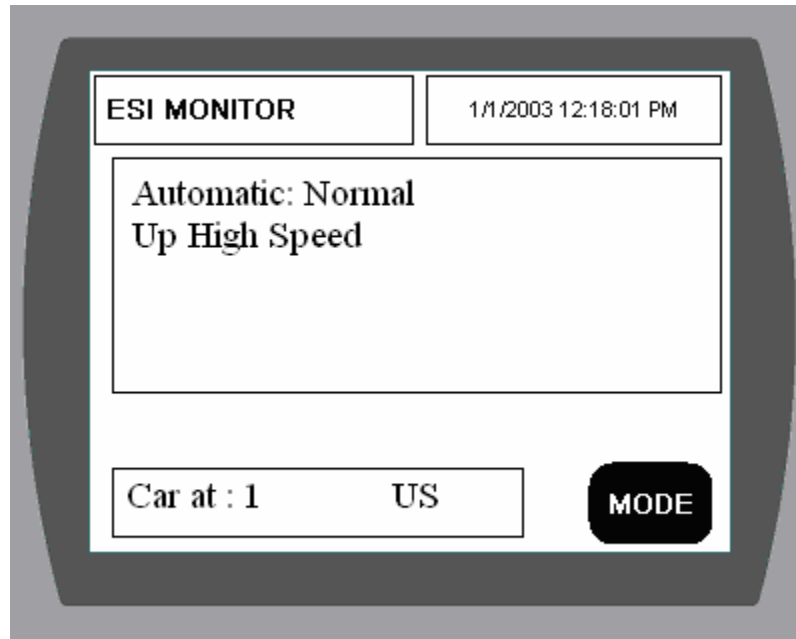 ESI MONITOR
1/1/2003 12:18:01 PM
Automatic: Normal
Up High Speed
Car at : 1 US
MODE